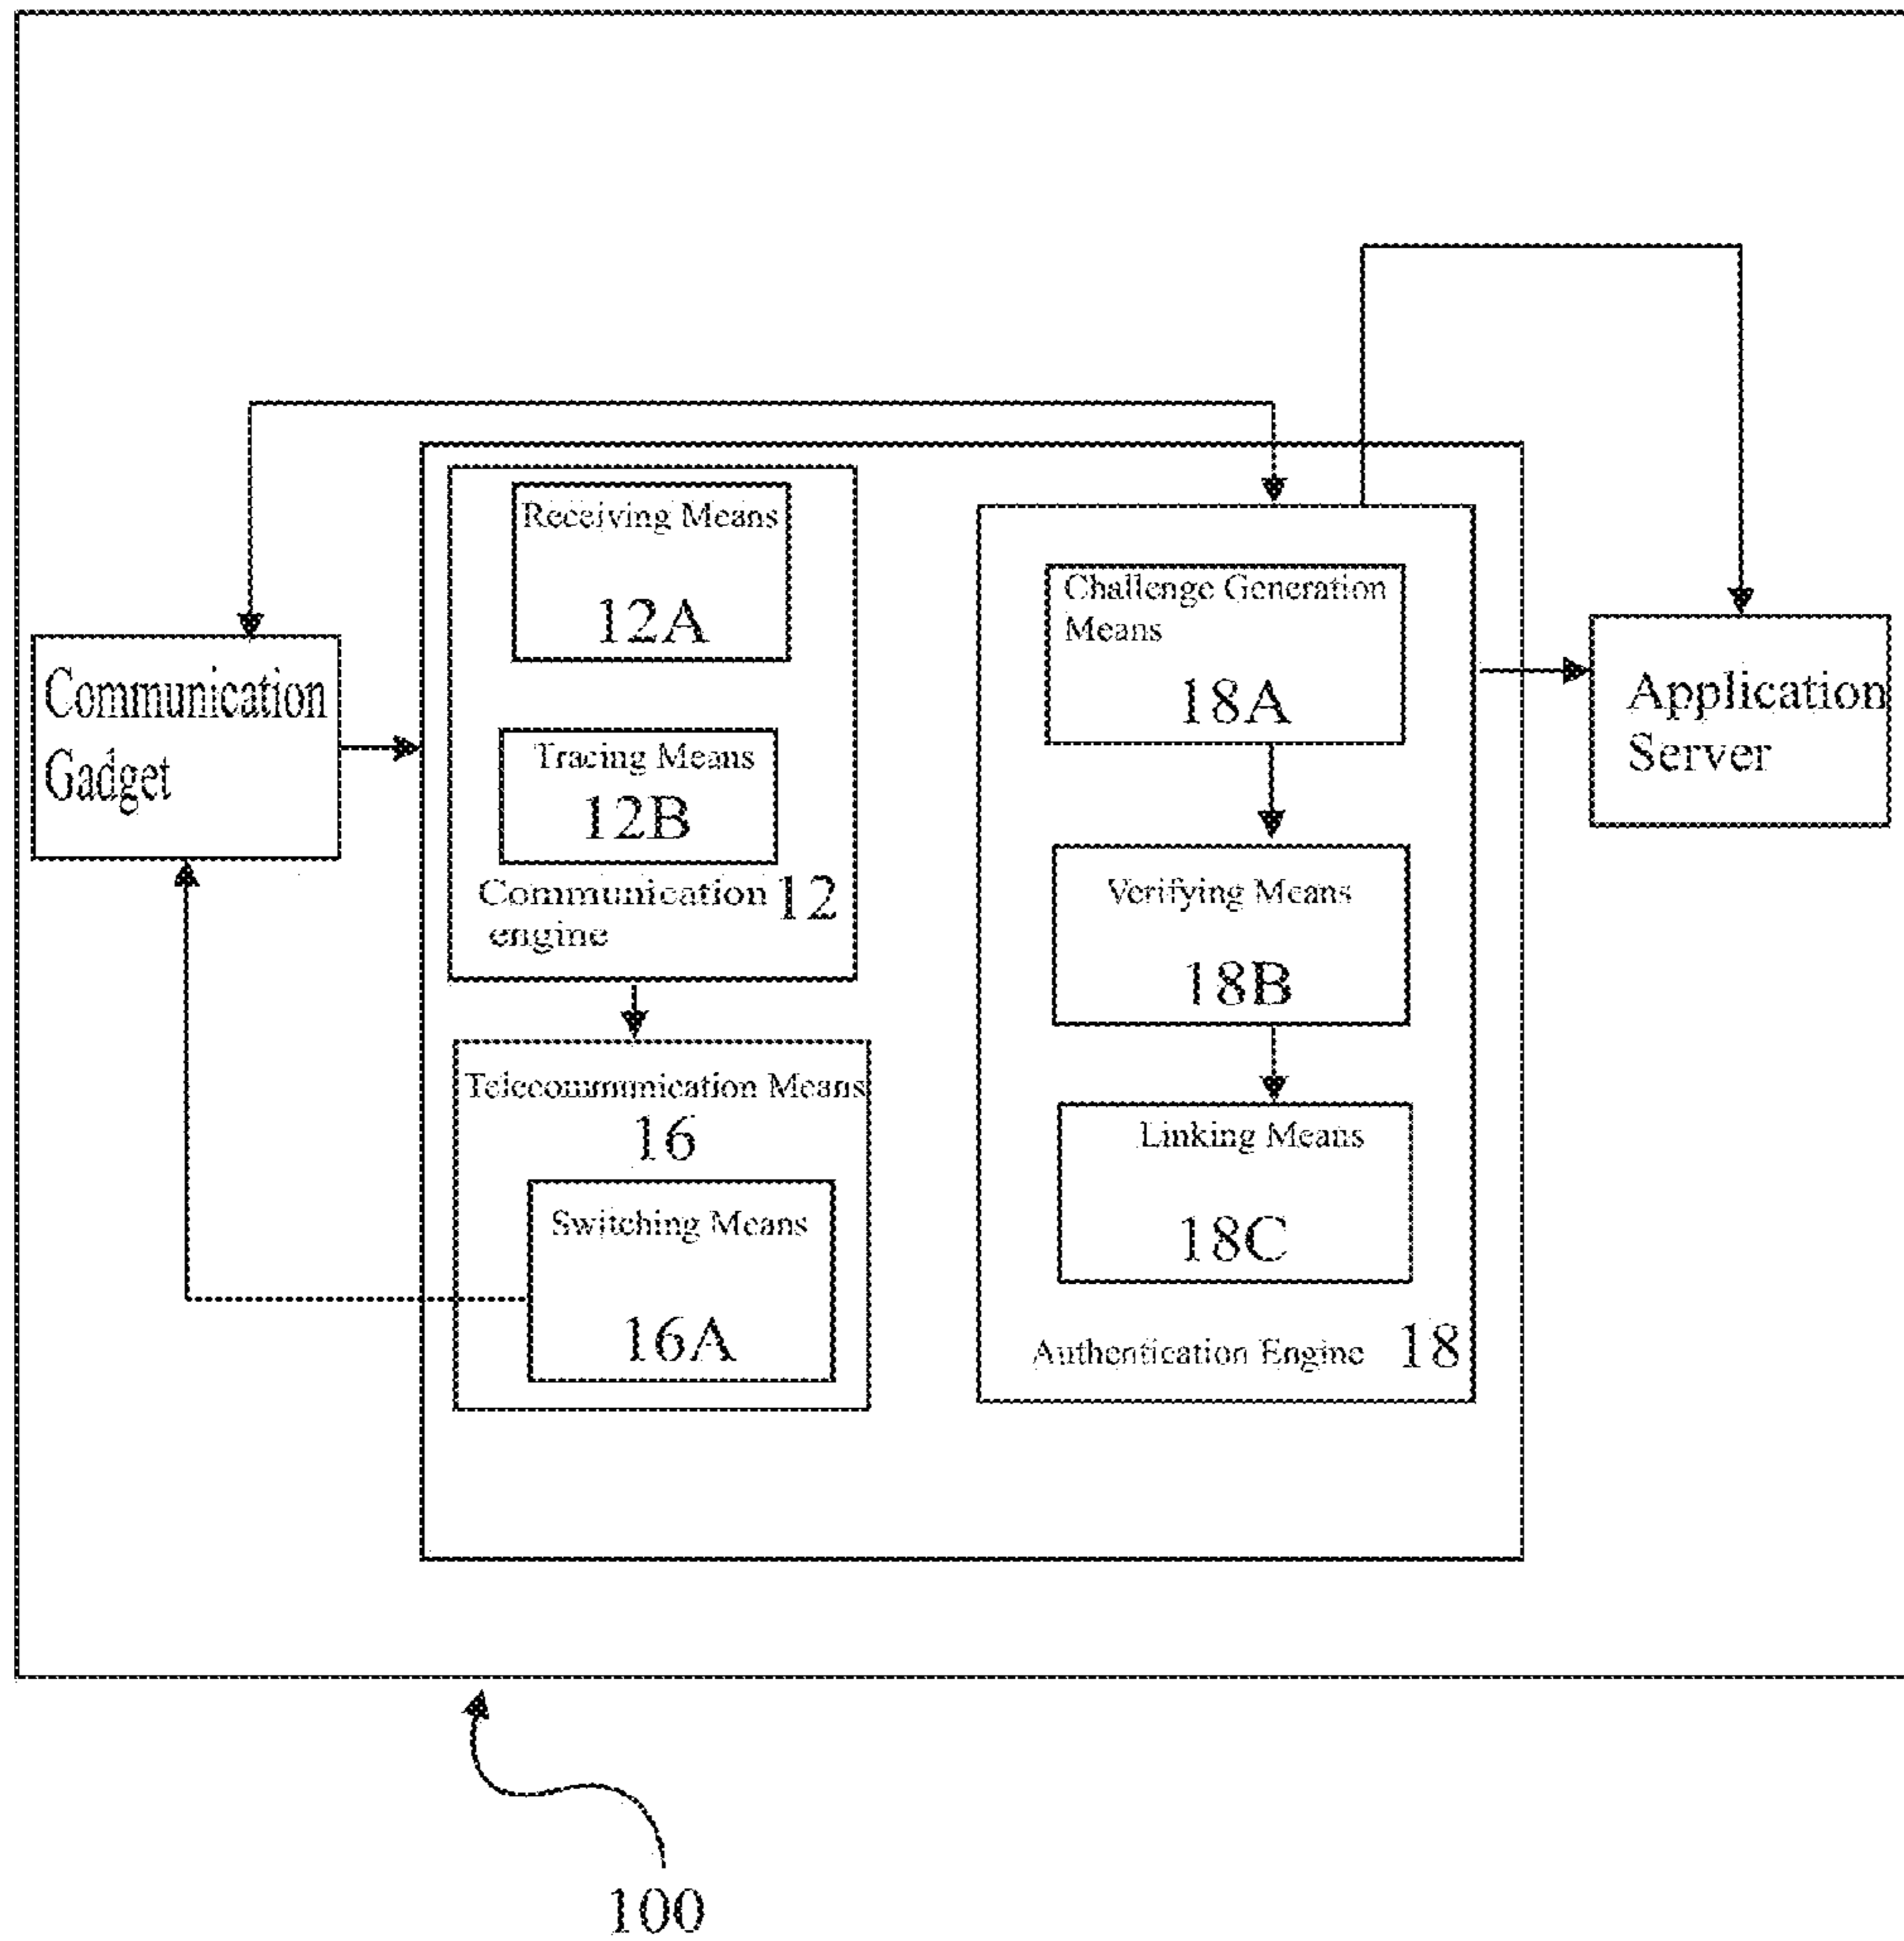 Communication
Gadget
Receiving Means
12A
Tracing Means
12B
Communication 12
engine
Telecommunication Means
16
Switching Means
16A
Challenge Generation
Means
18A
Verifying Means
18B
Linking Means
18C
Authentication Engine 18
Application
Server
100